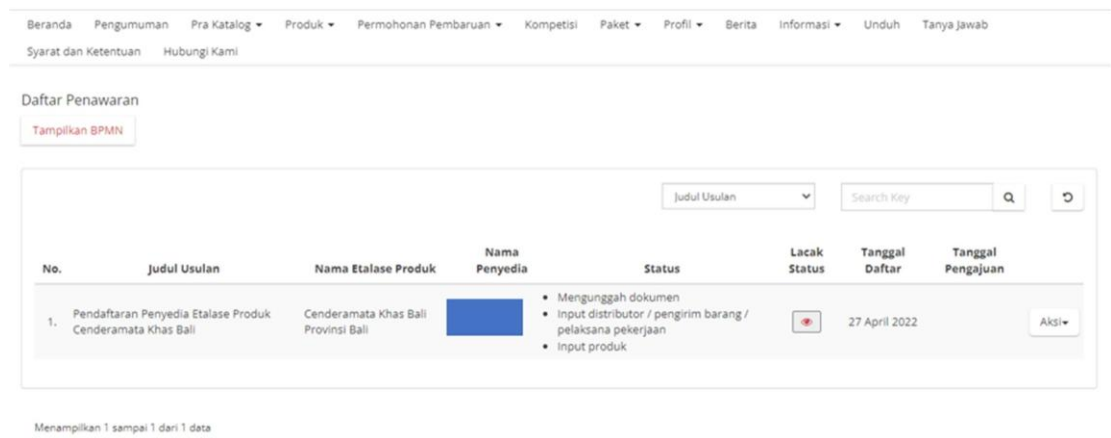 Beranda Pengumuman Pra Katalog Produk Permohonan Pembaruan Kompetisi Paket Profil Berita Informasi Unduh Tanya Jawab
Syarat dan Ketentuan Hubungi Kami
Daftar Penawaran
Tampilkan BPMN
Judul Usulan Search Key
No. Judul Usulan Nama Etalase Produk Nama Penyedia Status Lacak Status Tanggal Daftar Tanggal Pengajuan
1. Pendaftaran Penyedia Etalase Produk
Cenderamata Khas Bali
Cenderamata Khas Bali
Provinsi Bali
• Mengunggah dokumen
• Input distributor / pengirim barang /
pelaksana pekerjaan
• Input produk
27 April 2022
Aksi
Menampilkan 1 sampai 1 dari 1 data